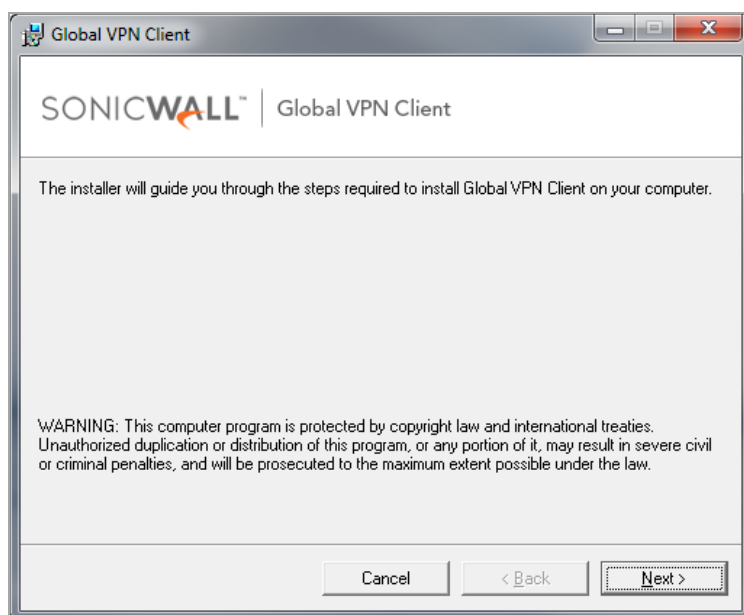 Global VPN Client
SONICWALL™ | Global VPN Client
The installer will guide you through the steps required to install Global VPN Client on your computer.
WARNING: This computer program is protected by copyright law and international treaties.
Unauthorized duplication or distribution of this program, or any portion of it, may result in severe civil
or criminal penalties, and will be prosecuted to the maximum extent possible under the law.
Cancel < Back Next >